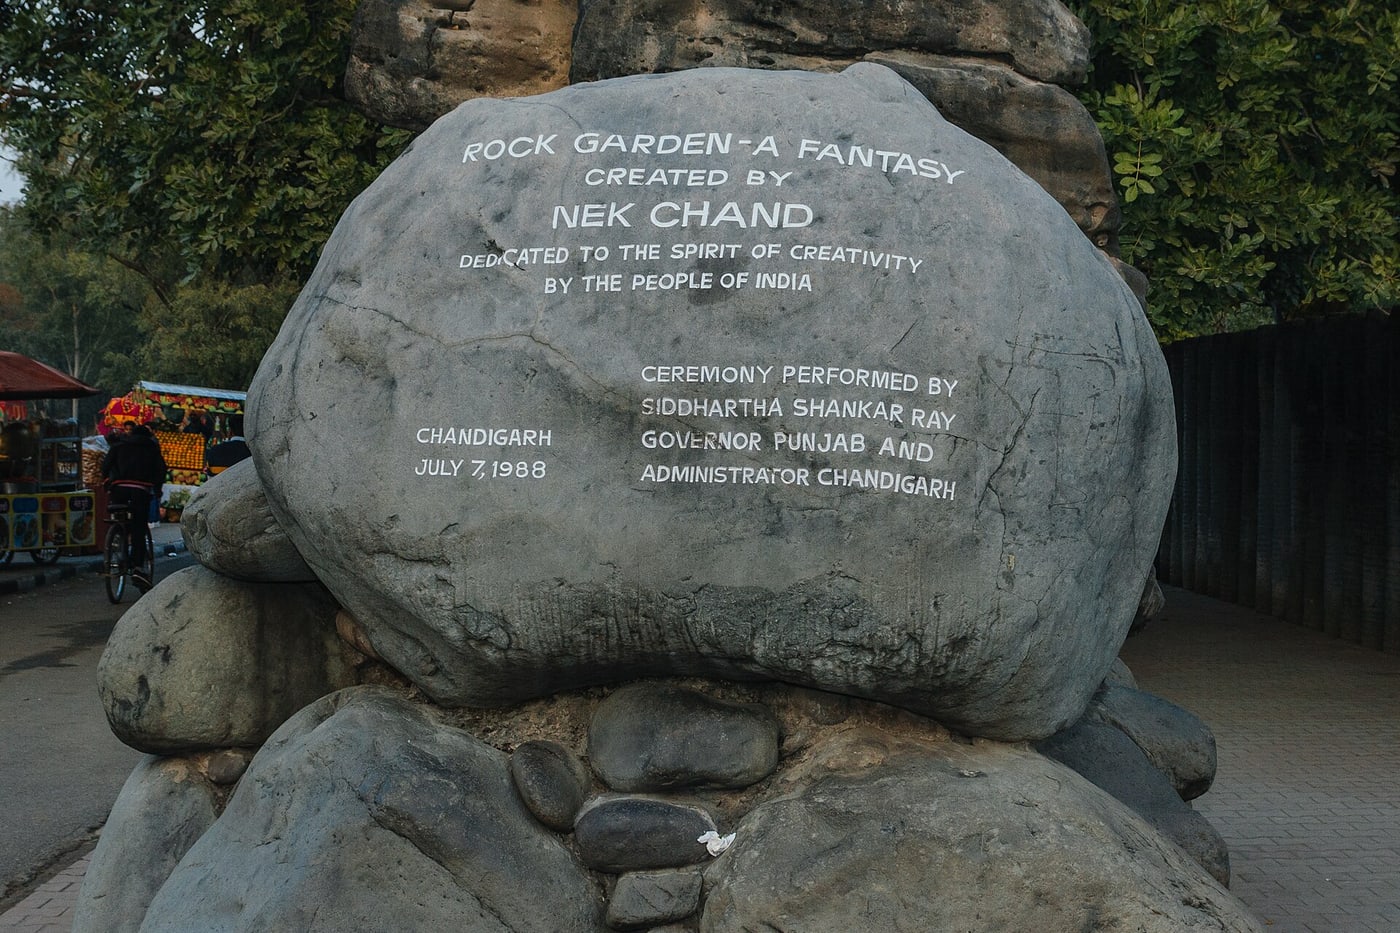 ROCK GARDEN-A FANTASY
CREATED BY
NEK CHAND
DEDICATED TO THE SPIRIT OF CREATIVITY
BY THE PEOPLE OF INDIA
CEREMONY PERFORMED BY
SIDDHARTHA SHANKAR RAY
GOVERNOR PUNJAB AND
ADMINISTRATOR CHANDIGARH
CHANDIGARH
JULY 7, 1988